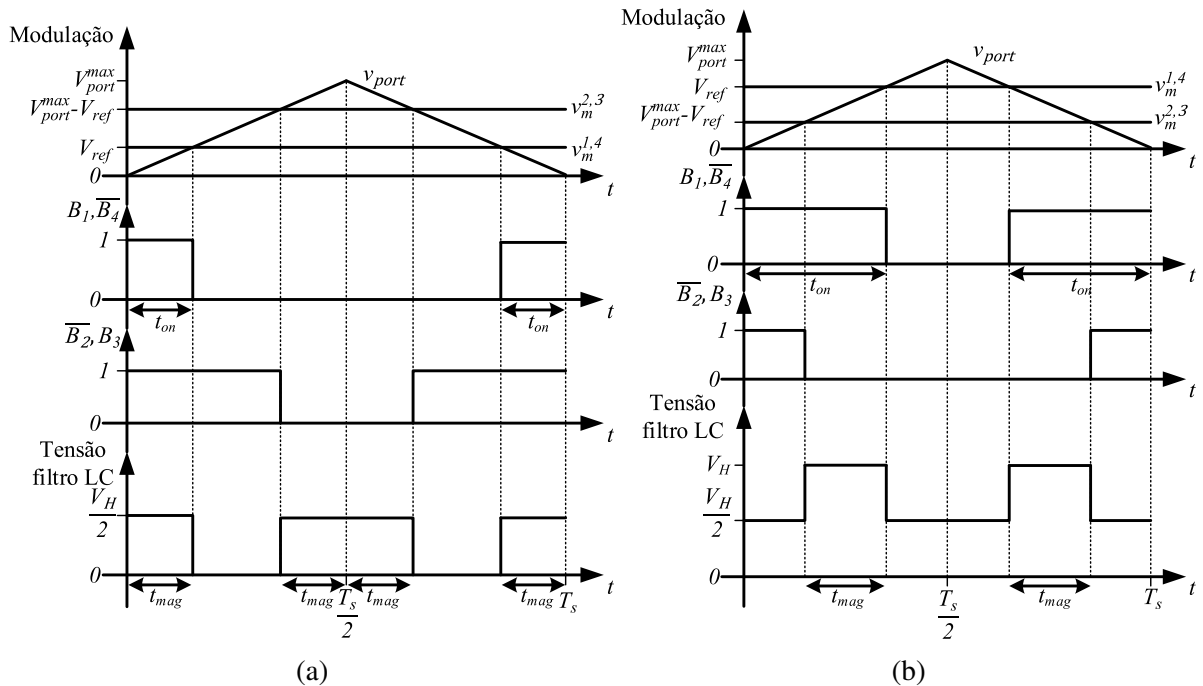 Modulação
V_port^max
v_port
V_port^max-V_ref
v_m^2,3
V_ref
v_m^1,4
0
t
B_1,B̅_4
1
0
t_on
t_on
t
B̅_2,B_3
1
0
t
Tensão
filtro LC
V_H/2
0
t_mag
t_mag
T_s/2
t_mag
t_mag
T_s
t
(a)
Modulação
V_port^max
v_port
V_ref
v_m^1,4
V_port^max-V_ref
v_m^2,3
0
t
B_1,B̅_4
1
0
t_on
t_on
t
B̅_2,B_3
1
0
t
Tensão
filtro LC
V_H
V_H/2
0
t_mag
T_s/2
t_mag
T_s
t
(b)